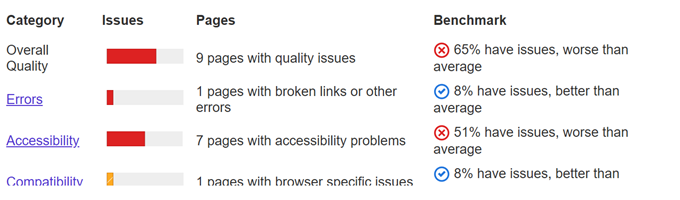 Category Issues Pages Benchmark
Overall Quality 9 pages with quality issues 65% have issues, worse than average
Errors 1 pages with broken links or other errors 8% have issues, better than average
Accessibility 7 pages with accessibility problems 51% have issues, worse than average
Compatibility 1 pages with browser specific issues 8% have issues, better than